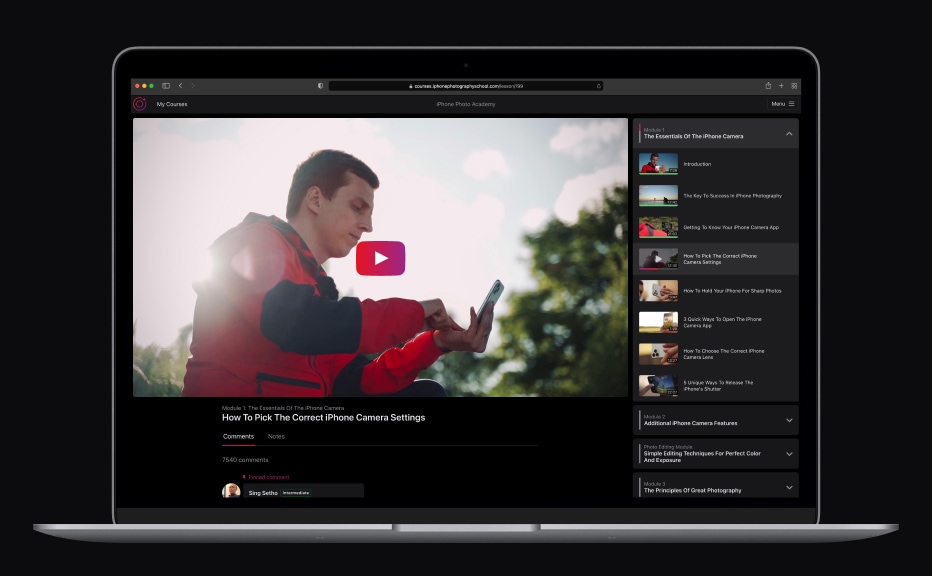 courses.iphonephotographyschool.com/lesson/199
My Courses
iPhone Photo Academy
Menu
Module 1
The Essentials Of The iPhone Camera
Introduction
The Key To Success In iPhone Photography
Getting To Know Your iPhone Camera App
How To Pick The Correct iPhone
Camera Settings
How To Hold Your iPhone For Sharp Photos
3 Quick Ways To Open The iPhone
Camera App
How To Choose The Correct iPhone
Camera Lens
5 Unique Ways To Release The
iPhone's Shutter
Module 2
Additional iPhone Camera Features
Photo Editing Module
Simple Editing Techniques For Perfect Color
And Exposure
Module 3
The Principles Of Great Photography
Module 1: The Essentials Of The iPhone Camera
How To Pick The Correct iPhone Camera Settings
Comments Notes
7540 comments
Pinned comment
Sing Setho Intermediate